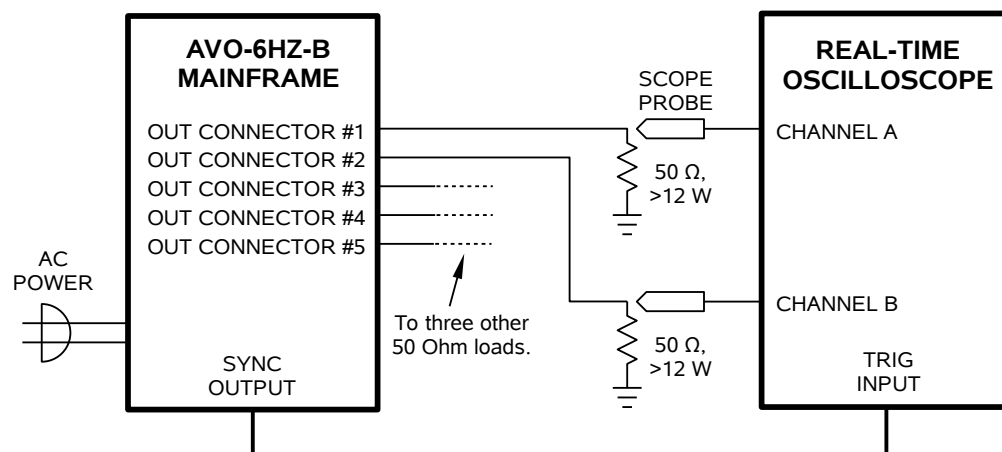 AVO-6HZ-B
MAINFRAME
OUT CONNECTOR #1
OUT CONNECTOR #2
OUT CONNECTOR #3
OUT CONNECTOR #4
OUT CONNECTOR #5
AC
POWER
SYNC
OUTPUT
To three other
50 Ohm loads.
SCOPE
PROBE
50 Ω,
>12 W
50 Ω,
>12 W
REAL-TIME
OSCILLOSCOPE
CHANNEL A
CHANNEL B
TRIG
INPUT